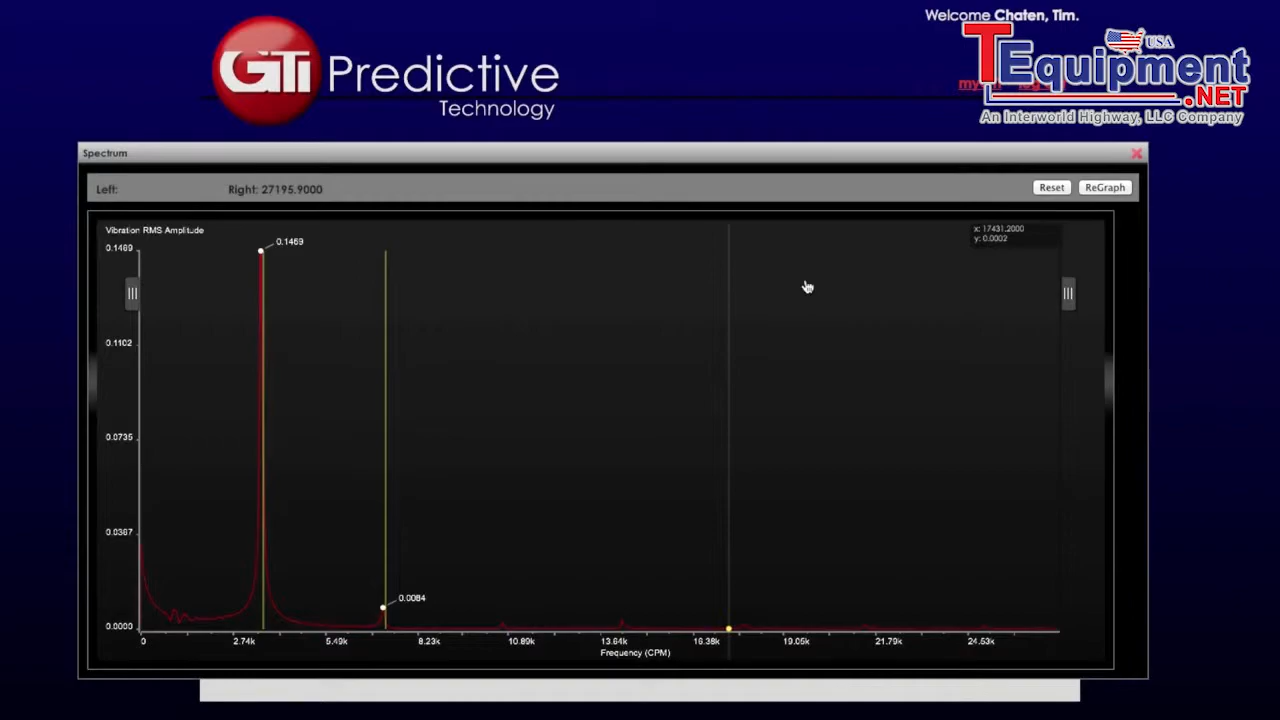 Welcome Chaten, Tim.
GTi Predictive
Technology
TEquipment
USA
.NET
An Interworld Highway, LLC Company
Spectrum
Left:
Right: 27195.9000
Reset
ReGraph
Vibration RMS Amplitude
x: 17431.2000
y: 0.0002
0.1469
0.1469
0.1102
0.0735
0.0367
0.0084
0.0000
0
2.74k
5.49k
8.23k
10.89k
13.64k
16.38k
19.05k
21.79k
24.53k
Frequency (CPM)